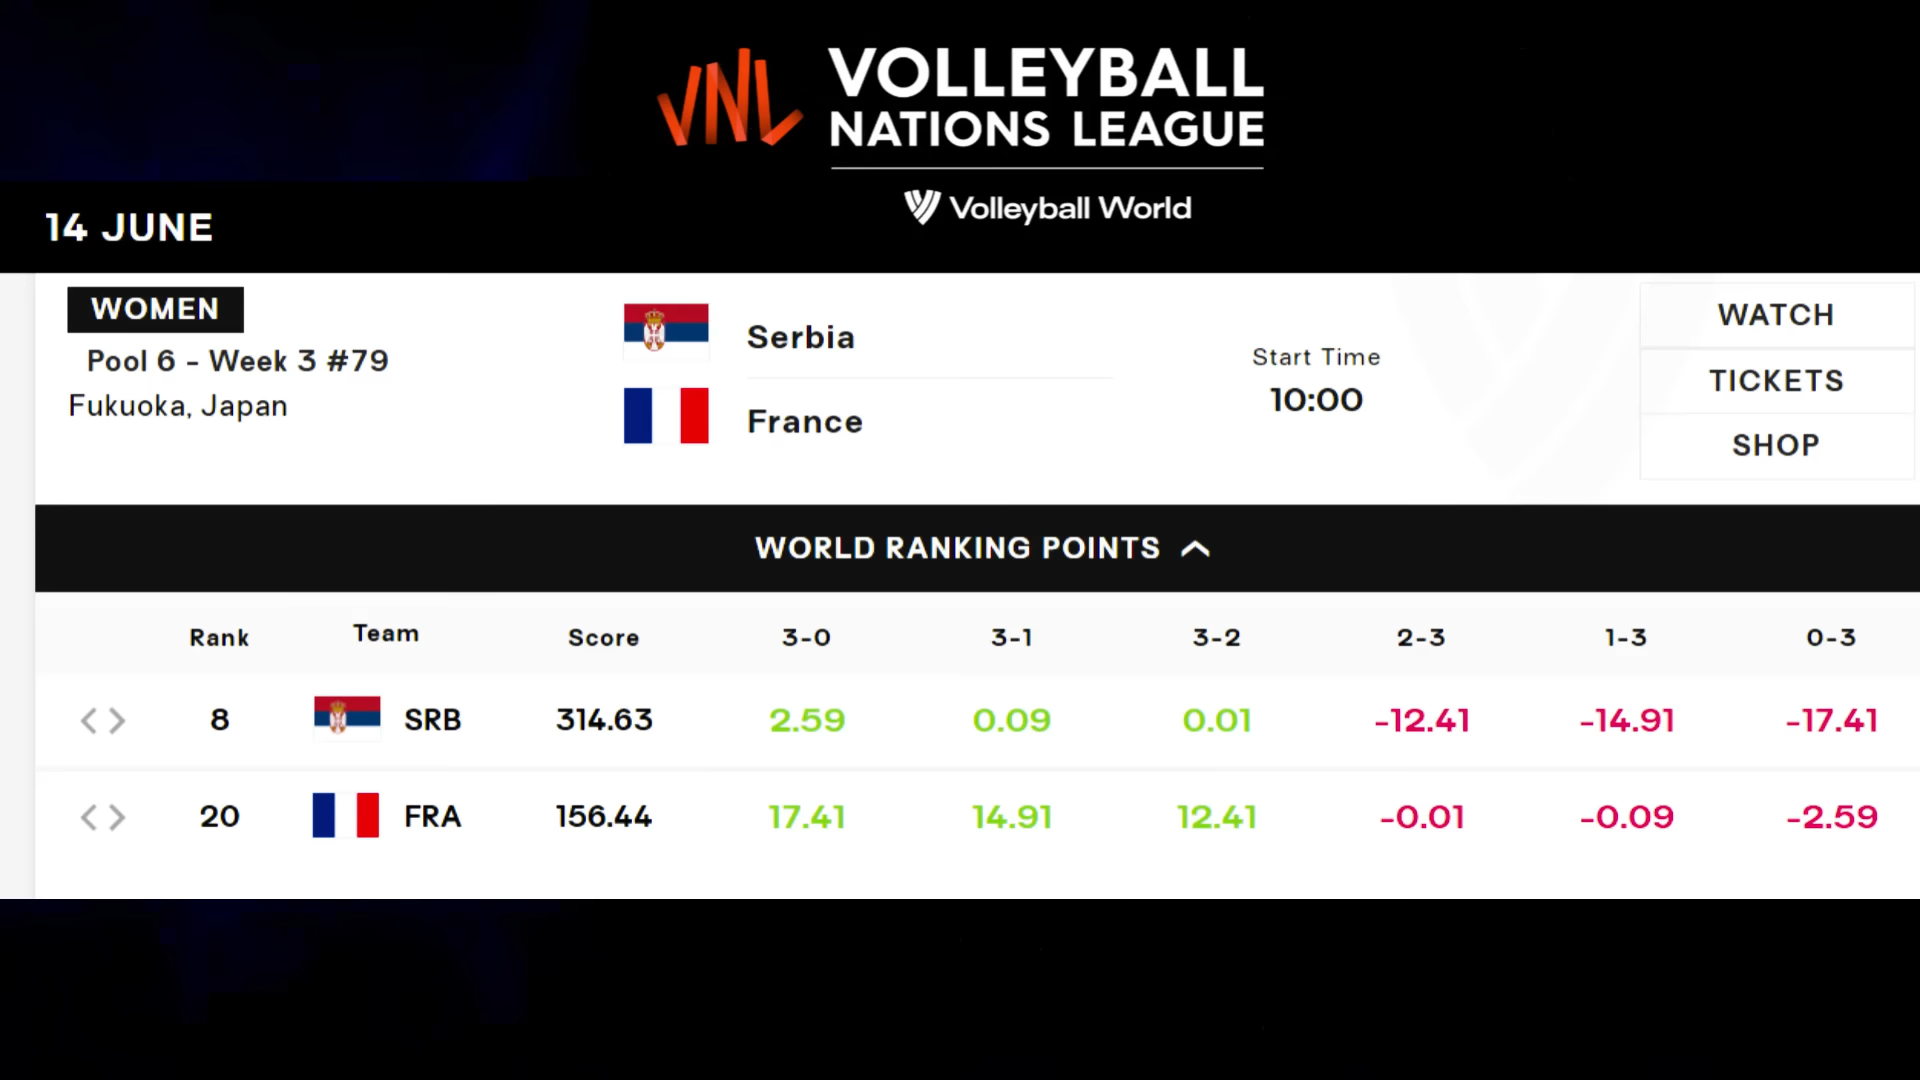 VNL
VOLLEYBALL
NATIONS LEAGUE
Volleyball World
14 JUNE
WOMEN
Pool 6 - Week 3 #79
Fukuoka, Japan
Serbia
France
Start Time
10:00
WATCH
TICKETS
SHOP
WORLD RANKING POINTS
Rank Team Score 3-0 3-1 3-2 2-3 1-3 0-3
8 SRB 314.63 2.59 0.09 0.01 -12.41 -14.91 -17.41
20 FRA 156.44 17.41 14.91 12.41 -0.01 -0.09 -2.59